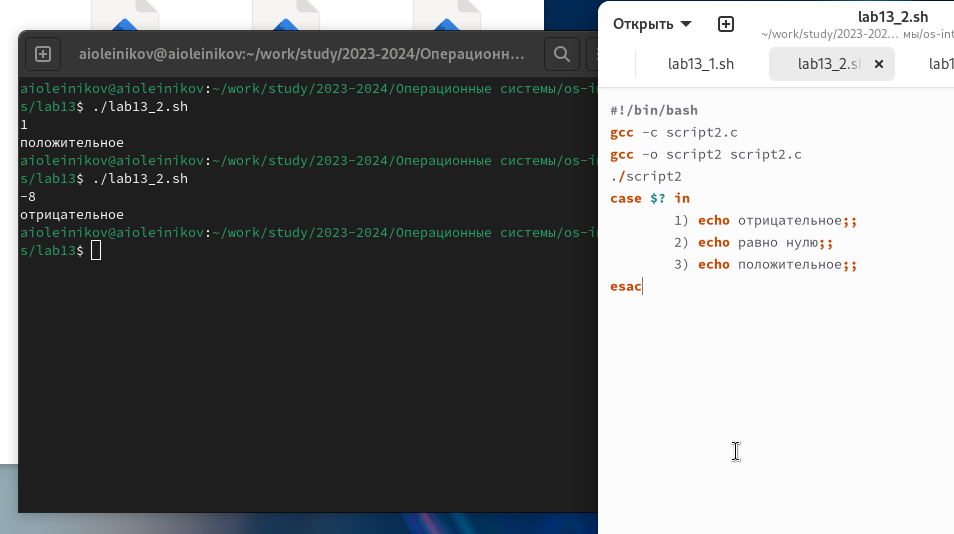 aioleinikov@aioleinikov:~/work/study/2023-2024/Операционн...
aioleinikov@aioleinikov:~/work/study/2023-2024/Операционные системы/os-in
s/lab13$ ./lab13_2.sh
1
положительное
aioleinikov@aioleinikov:~/work/study/2023-2024/Операционные системы/os-in
s/lab13$ ./lab13_2.sh
-8
отрицательное
aioleinikov@aioleinikov:~/work/study/2023-2024/Операционные системы/os-in
s/lab13$
Открыть
lab13_2.sh
~/work/study/2023-202... мы/os-int
lab13_1.sh
lab13_2.sh
lab1
#!/bin/bash
gcc -c script2.c
gcc -o script2 script2.c
./script2
case $? in
1) echo отрицательное;;
2) echo равно нулю;;
3) echo положительное;;
esac